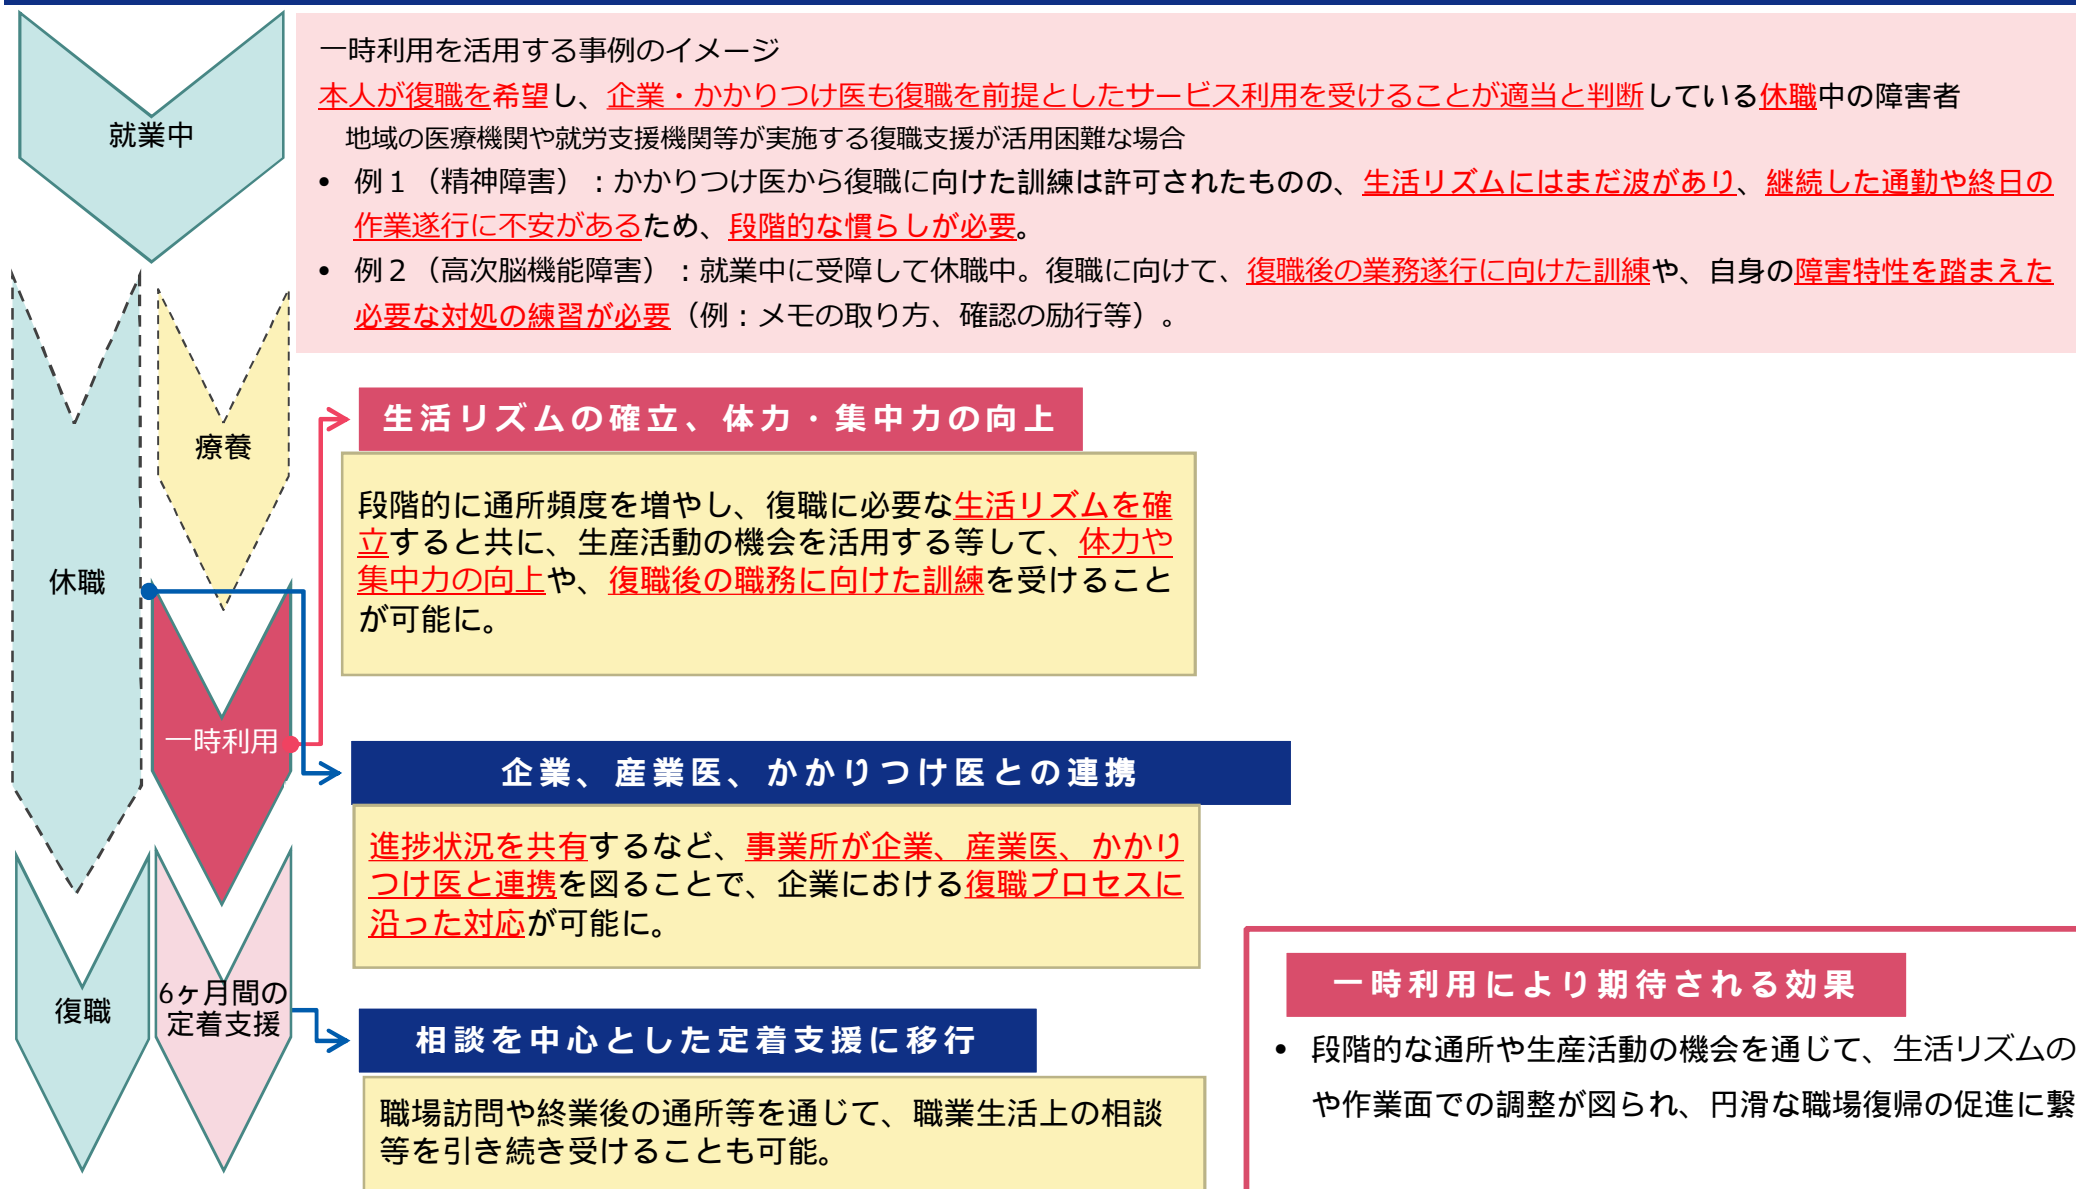 一時利用を活用する事例のイメージ
本人が復職を希望し、企業・かかりつけ医も復職を前提としたサービス利用を受けることが適当と判断している休職中の障害者
地域の医療機関や就労支援機関等が実施する復職支援が活用困難な場合
• 例１（精神障害）：かかりつけ医から復職に向けた訓練は許可されたものの、生活リズムにはまだ波があり、継続した通勤や終日の
作業遂行に不安があるため、段階的な慣らしが必要。
• 例２（高次脳機能障害）：就業中に受障して休職中。復職に向けて、復職後の業務遂行に向けた訓練や、自身の障害特性を踏まえた
必要な対処の練習が必要（例：メモの取り方、確認の励行等）。
就業中
療養
休職
一時利用
復職
6ヶ月間の
定着支援
生活リズムの確立、体力・集中力の向上
段階的に通所頻度を増やし、復職に必要な生活リズムを確
立すると共に、生産活動の機会を活用する等して、体力や
集中力の向上や、復職後の職務に向けた訓練を受けること
が可能に。
企業、産業医、かかりつけ医との連携
進捗状況を共有するなど、事業所が企業、産業医、かかり
つけ医と連携を図ることで、企業における復職プロセスに
沿った対応が可能に。
相談を中心とした定着支援に移行
職場訪問や終業後の通所等を通じて、職業生活上の相談
等を引き続き受けることも可能。
一時利用により期待される効果
• 段階的な通所や生産活動の機会を通じて、生活リズムの
や作業面での調整が図られ、円滑な職場復帰の促進に繋